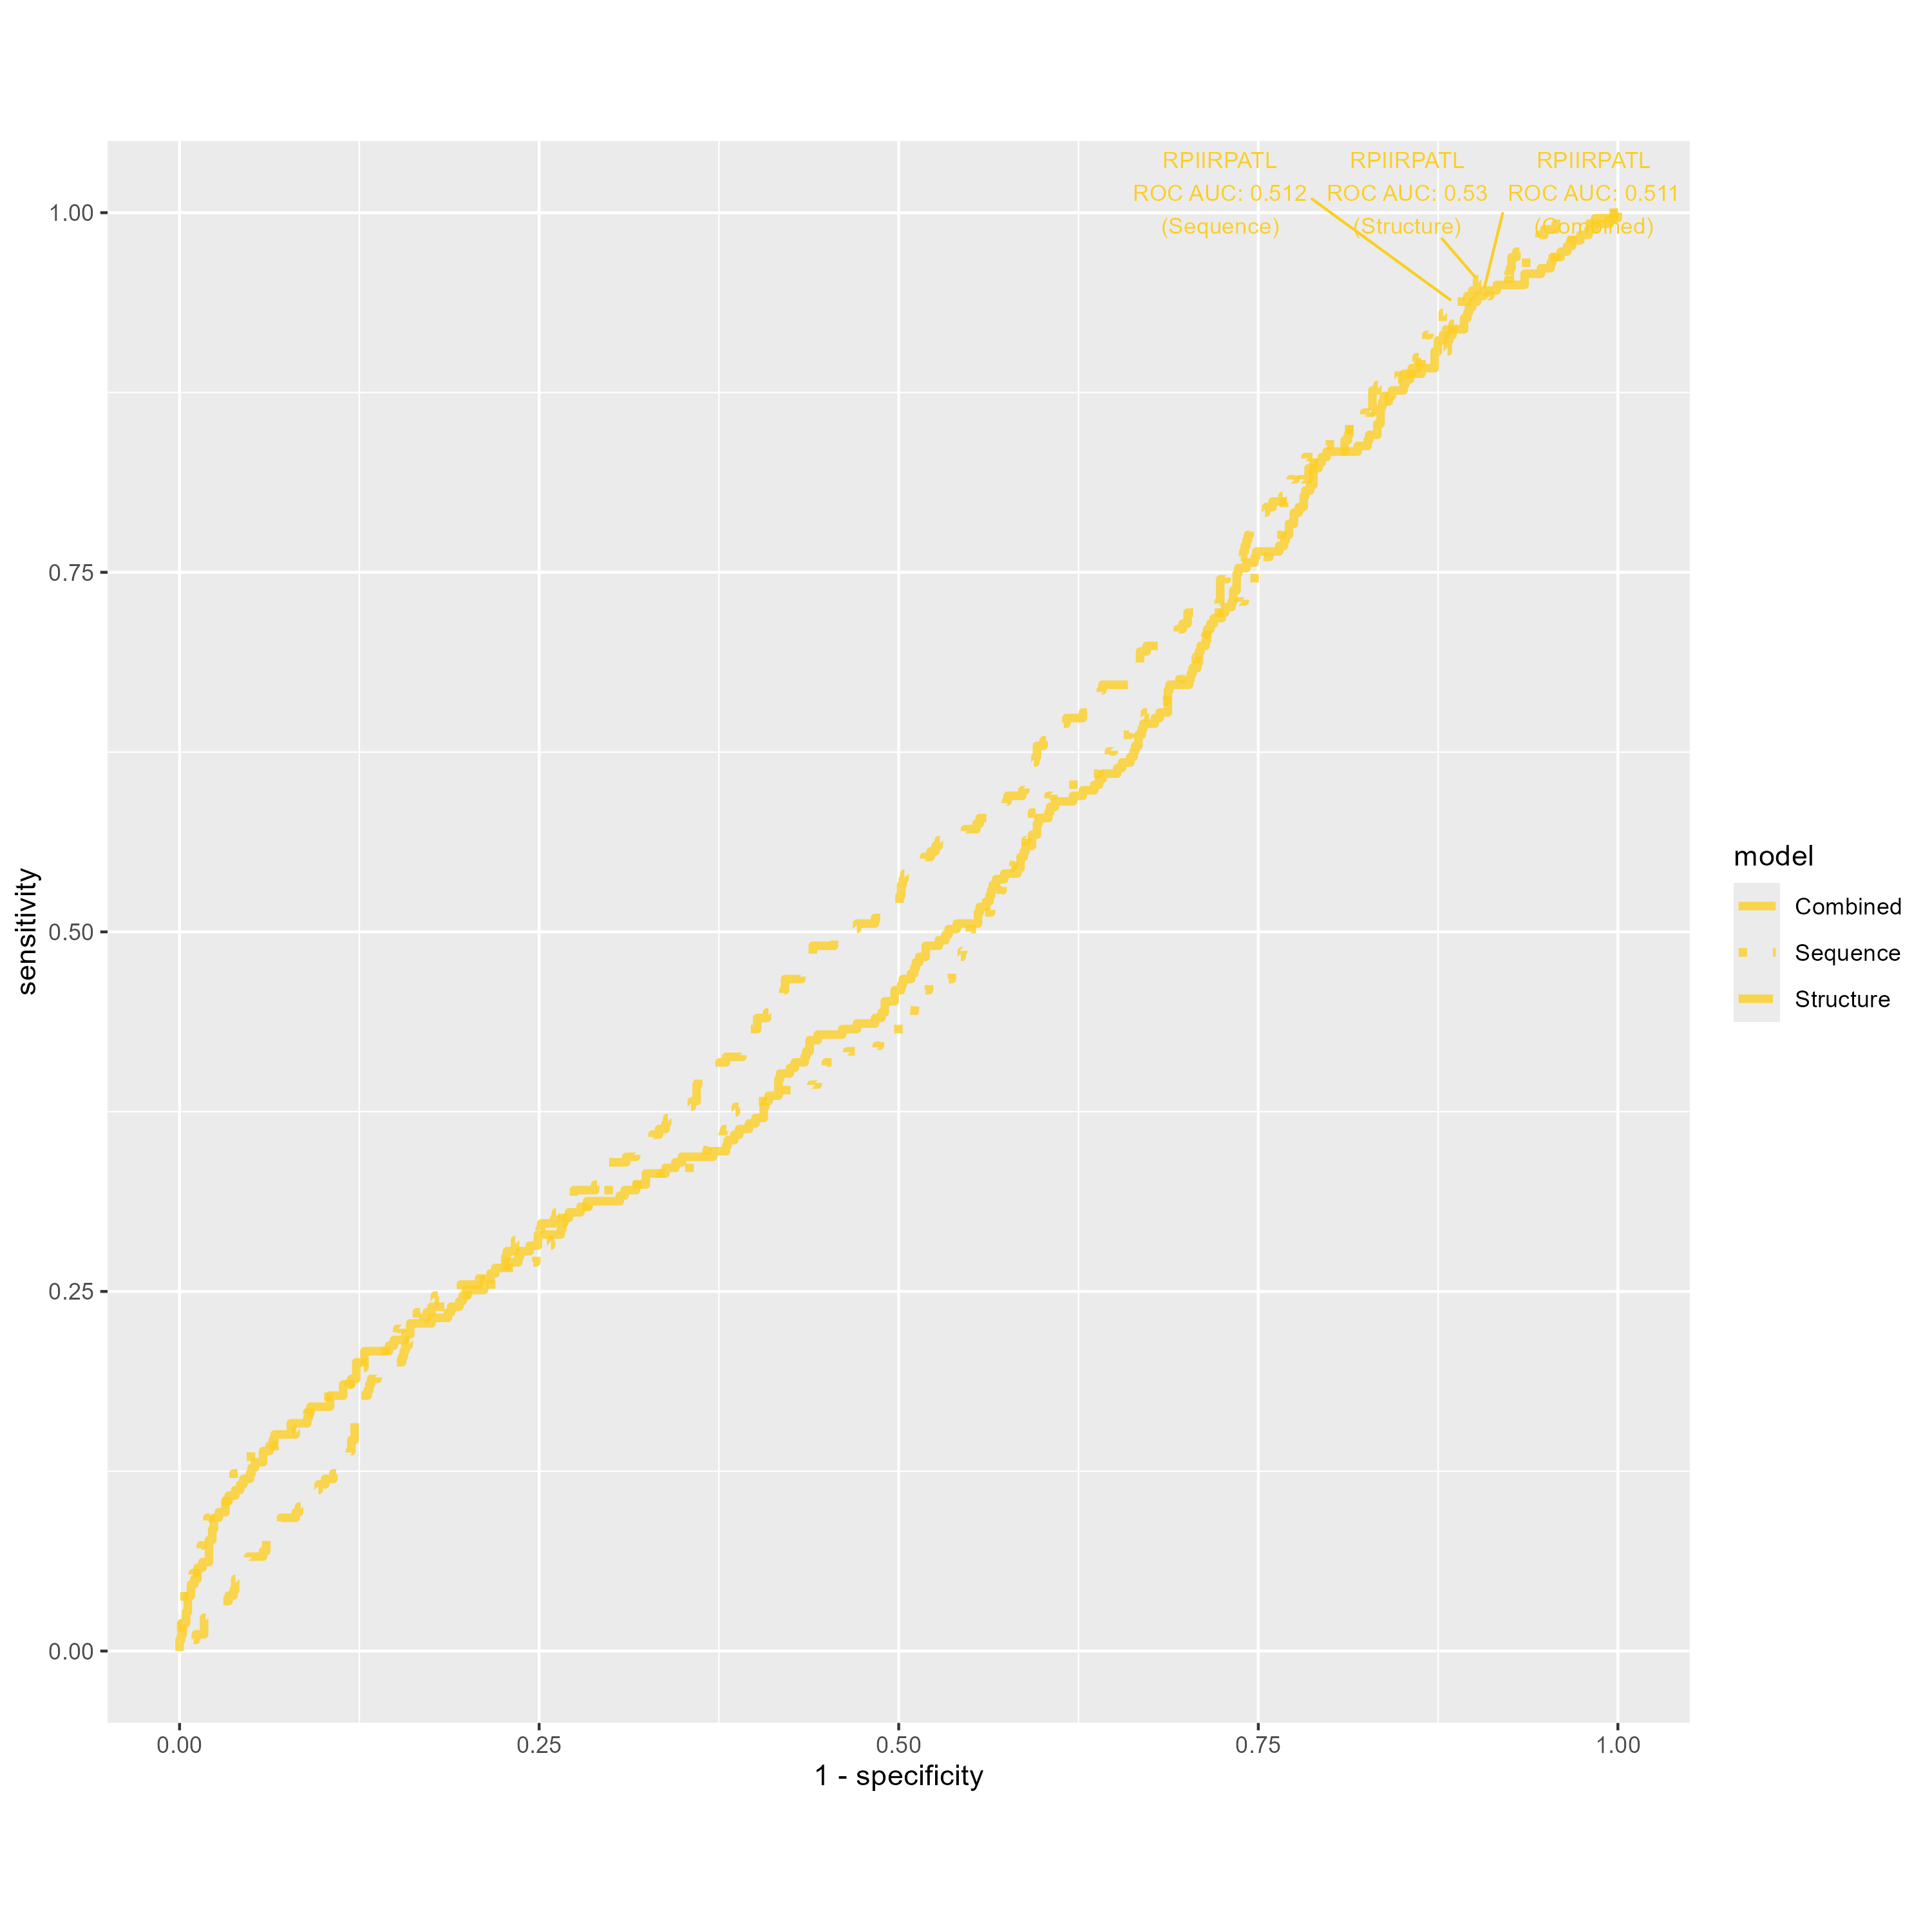 RPIIRPATL
ROC AUC: 0.512
(Sequence)
RPIIRPATL
ROC AUC: 0.53
(Structure)
RPIIRPATL
ROC AUC: 0.511
(Combined)
1.00
0.75
0.50
0.25
0.00
sensitivity
0.00
0.25
0.50
0.75
1.00
1 - specificity
model
Combined
Sequence
Structure